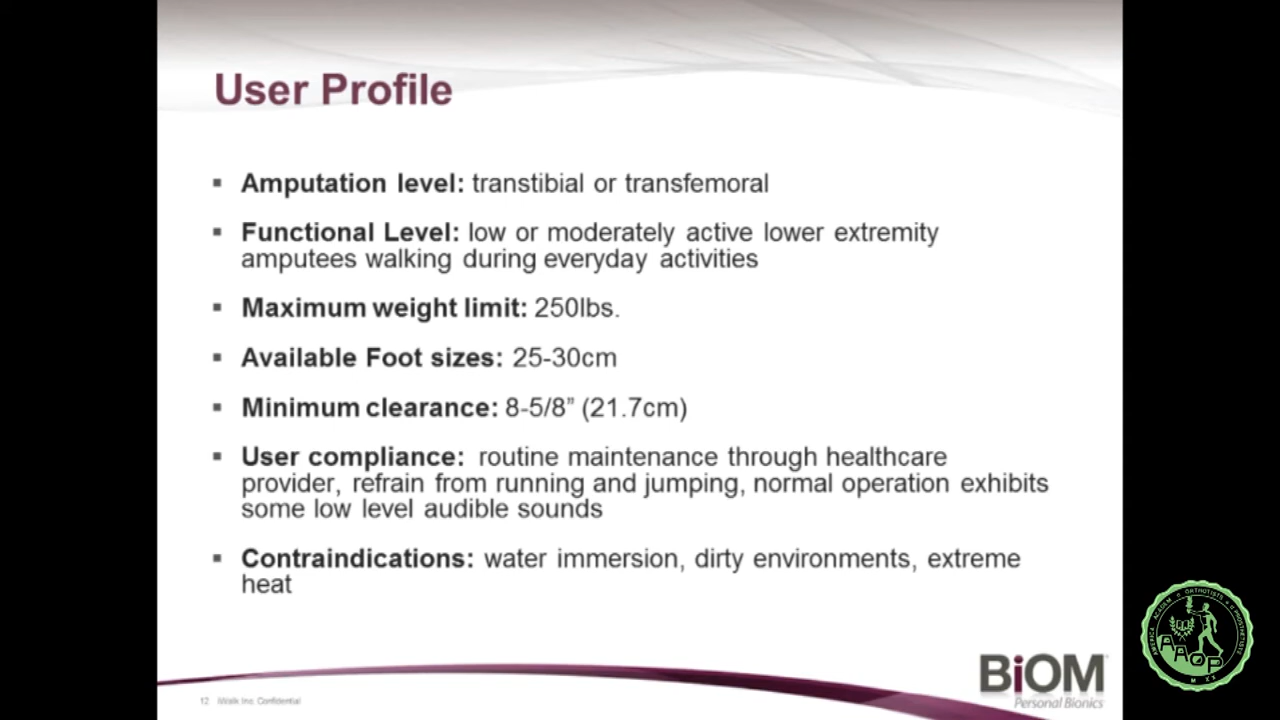 User Profile
Amputation level: transtibial or transfemoral
Functional Level: low or moderately active lower extremity
amputees walking during everyday activities
Maximum weight limit: 250lbs.
Available Foot sizes: 25-30cm
Minimum clearance: 8-5/8” (21.7cm)
User compliance: routine maintenance through healthcare
provider, refrain from running and jumping, normal operation exhibits
some low level audible sounds
Contraindications: water immersion, dirty environments, extreme
heat
12 iWalk Inc. Confidential
BiOM
Personal Bionics
AAOP
M XX